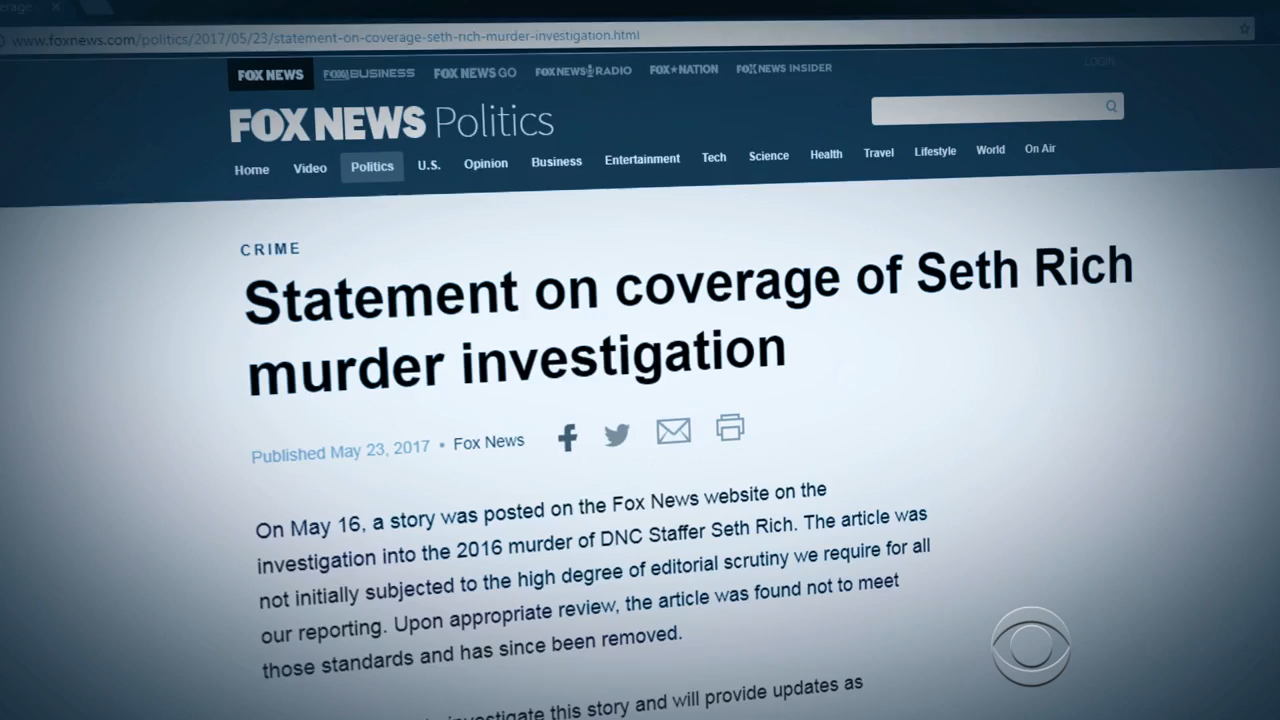 www.foxnews.com/politics/2017/05/23/statement-on-coverage-seth-rich-murder-investigation.html
FOX NEWS FOX BUSINESS FOX NEWS GO FOX NEWS RADIO FOX NATION FOX NEWS INSIDER LOGIN
FOX NEWS Politics
Home Video Politics U.S. Opinion Business Entertainment Tech Science Health Travel Lifestyle World On Air
CRIME
Statement on coverage of Seth Rich
murder investigation
Published May 23, 2017 • Fox News
On May 16, a story was posted on the Fox News website on the
investigation into the 2016 murder of DNC Staffer Seth Rich. The article was
not initially subjected to the high degree of editorial scrutiny we require for all
our reporting. Upon appropriate review, the article was found not to meet
those standards and has since been removed.
this story and will provide updates as